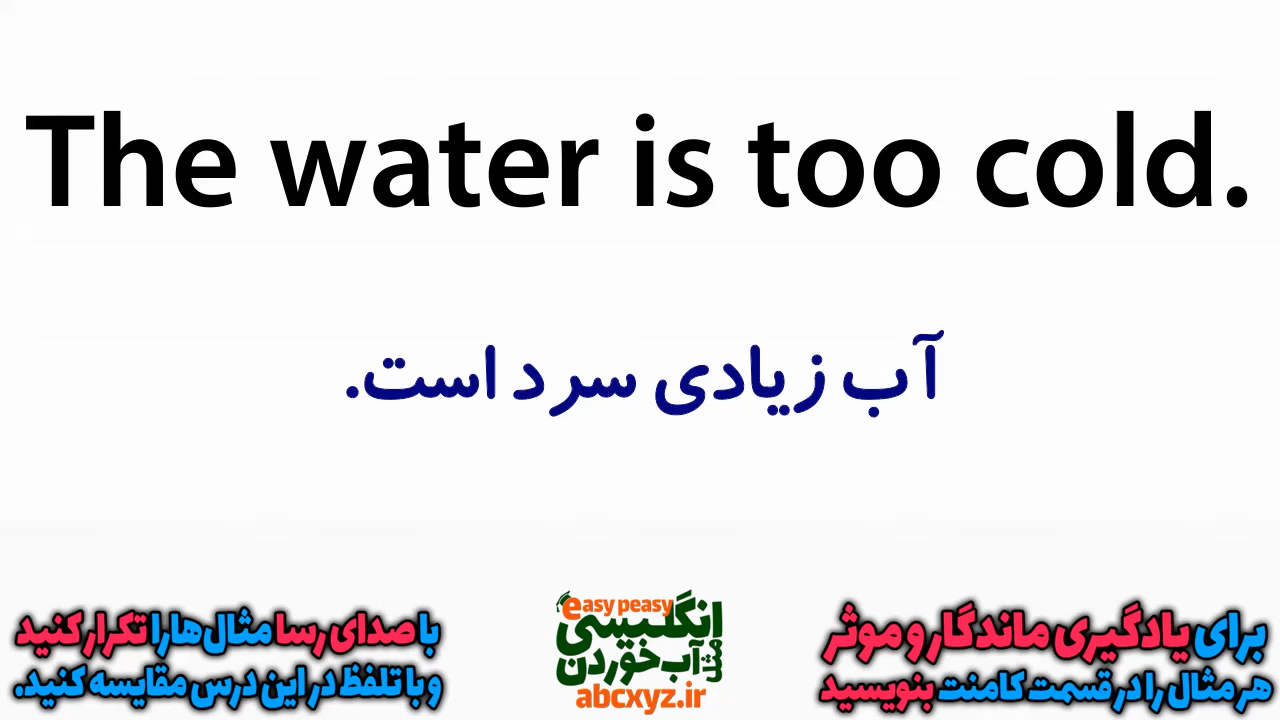 The water is too cold.
آب زیادی سرد است.
برای یادگیری ماندگار و موثر
هر مثال را در قسمت کامنت بنویسید
easy peasy
انگلیسی
مثل آب خوردن
abcxyz.ir
با صدای رسا مثال‌ها را تکرار کنید
و با تلفظ در این درس مقایسه کنید.